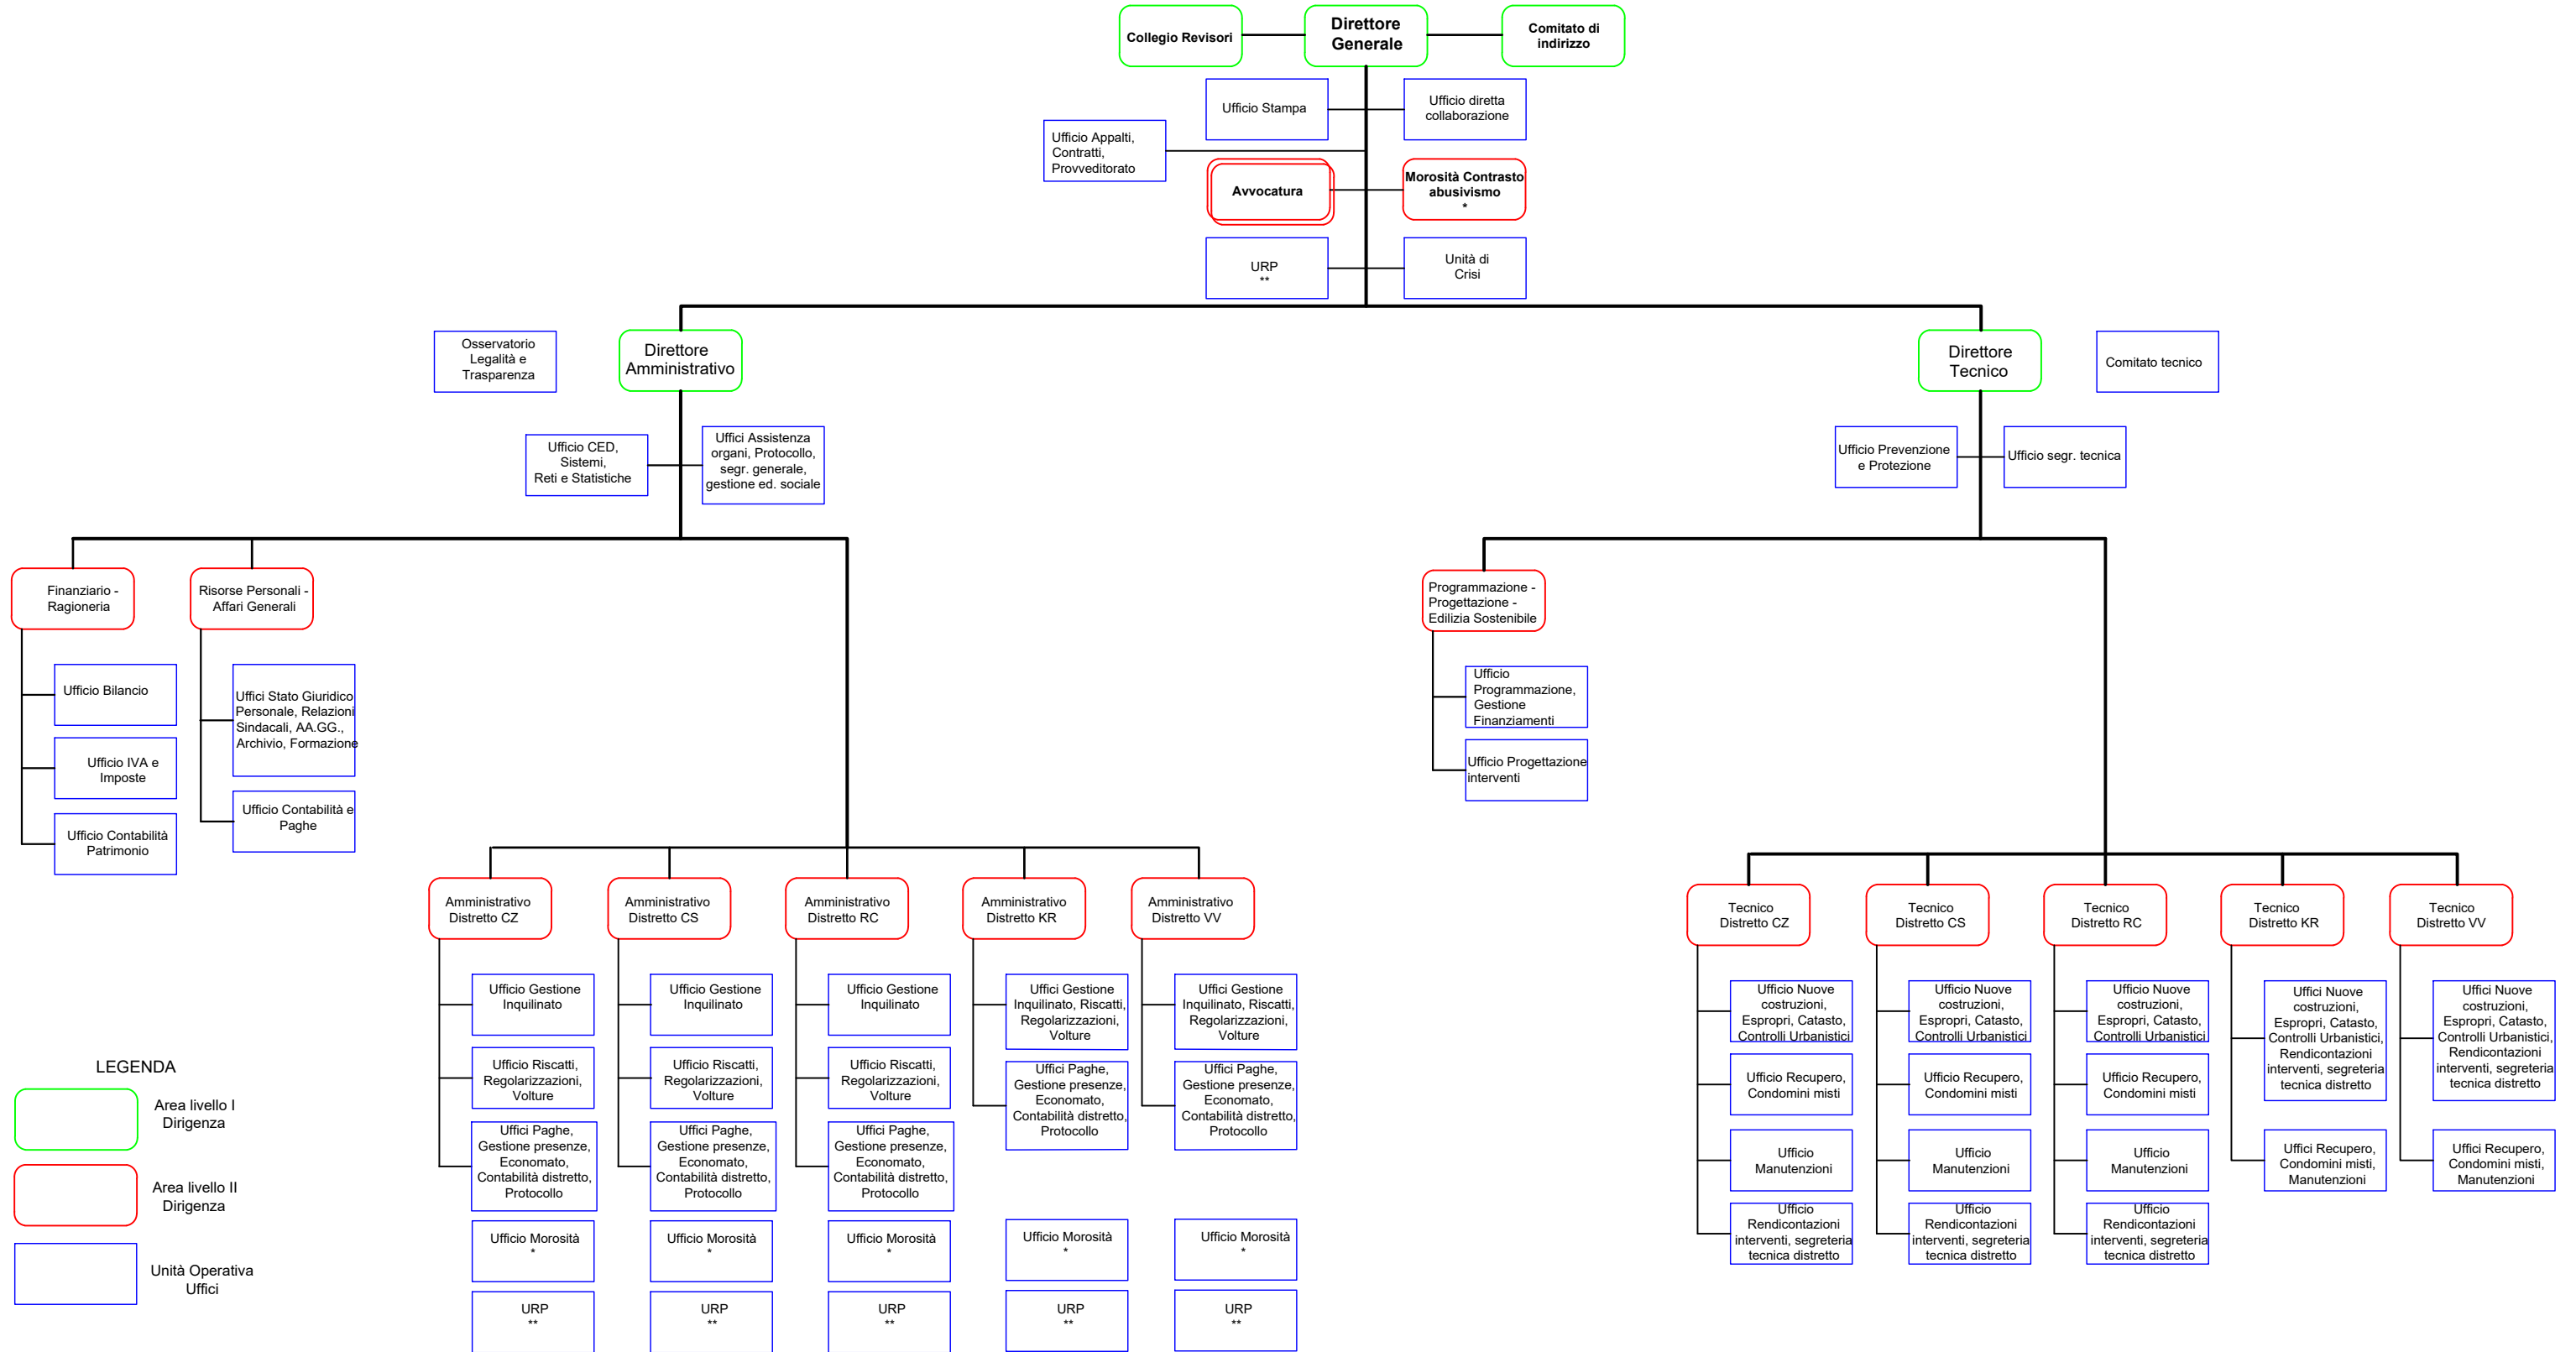 Collegio Revisori
Direttore
Generale
Comitato di
indirizzo
Ufficio Stampa
Ufficio diretta
collaborazione
Ufficio Appalti,
Contratti,
Provveditorato
Avvocatura
Morosità Contrasto
abusivismo
*
URP
**
Unità di
Crisi
Osservatorio
Legalità e
Trasparenza
Direttore
Amministrativo
Direttore
Tecnico
Comitato tecnico
Ufficio CED,
Sistemi,
Reti e Statistiche
Uffici Assistenza
organi, Protocollo,
segr. generale,
gestione ed. sociale
Ufficio Prevenzione
e Protezione
Ufficio segr. tecnica
Finanziario -
Ragioneria
Risorse Personali -
Affari Generali
Programmazione -
Progettazione -
Edilizia Sostenibile
Ufficio Bilancio
Ufficio IVA e
Imposte
Ufficio Contabilità
Patrimonio
Uffici Stato Giuridico
Personale, Relazioni
Sindacali, AA.GG.,
Archivio, Formazione
Ufficio Contabilità e
Paghe
Ufficio
Programmazione,
Gestione
Finanziamenti
Ufficio Progettazione
interventi
Amministrativo
Distretto CZ
Amministrativo
Distretto CS
Amministrativo
Distretto RC
Amministrativo
Distretto KR
Amministrativo
Distretto VV
Tecnico
Distretto CZ
Tecnico
Distretto CS
Tecnico
Distretto RC
Tecnico
Distretto KR
Tecnico
Distretto VV
Ufficio Gestione
Inquilinato
Ufficio Riscatti,
Regolarizzazioni,
Volture
Uffici Paghe,
Gestione presenze,
Economato,
Contabilità distretto,
Protocollo
Ufficio Morosità
*
URP
**
Ufficio Gestione
Inquilinato
Ufficio Riscatti,
Regolarizzazioni,
Volture
Uffici Paghe,
Gestione presenze,
Economato,
Contabilità distretto,
Protocollo
Ufficio Morosità
*
URP
**
Ufficio Gestione
Inquilinato
Ufficio Riscatti,
Regolarizzazioni,
Volture
Uffici Paghe,
Gestione presenze,
Economato,
Contabilità distretto,
Protocollo
Ufficio Morosità
*
URP
**
Uffici Gestione
Inquilinato, Riscatti,
Regolarizzazioni,
Volture
Uffici Paghe,
Gestione presenze,
Economato,
Contabilità distretto,
Protocollo
Ufficio Morosità
*
URP
**
Uffici Gestione
Inquilinato, Riscatti,
Regolarizzazioni,
Volture
Uffici Paghe,
Gestione presenze,
Economato,
Contabilità distretto,
Protocollo
Ufficio Morosità
*
URP
**
Ufficio Nuove
costruzioni,
Espropri, Catasto,
Controlli Urbanistici
Ufficio Recupero,
Condomini misti
Ufficio
Manutenzioni
Ufficio
Rendicontazioni
interventi, segreteria
tecnica distretto
Ufficio Nuove
costruzioni,
Espropri, Catasto,
Controlli Urbanistici
Ufficio Recupero,
Condomini misti
Ufficio
Manutenzioni
Ufficio
Rendicontazioni
interventi, segreteria
tecnica distretto
Ufficio Nuove
costruzioni,
Espropri, Catasto,
Controlli Urbanistici
Ufficio Recupero,
Condomini misti
Ufficio
Manutenzioni
Ufficio
Rendicontazioni
interventi, segreteria
tecnica distretto
Uffici Nuove
costruzioni,
Espropri, Catasto,
Controlli Urbanistici,
Rendicontazioni
interventi, segreteria
tecnica distretto
Uffici Recupero,
Condomini misti,
Manutenzioni
Uffici Nuove
costruzioni,
Espropri, Catasto,
Controlli Urbanistici,
Rendicontazioni
interventi, segreteria
tecnica distretto
Uffici Recupero,
Condomini misti,
Manutenzioni
LEGENDA
Area livello I
Dirigenza
Area livello II
Dirigenza
Unità Operativa
Uffici